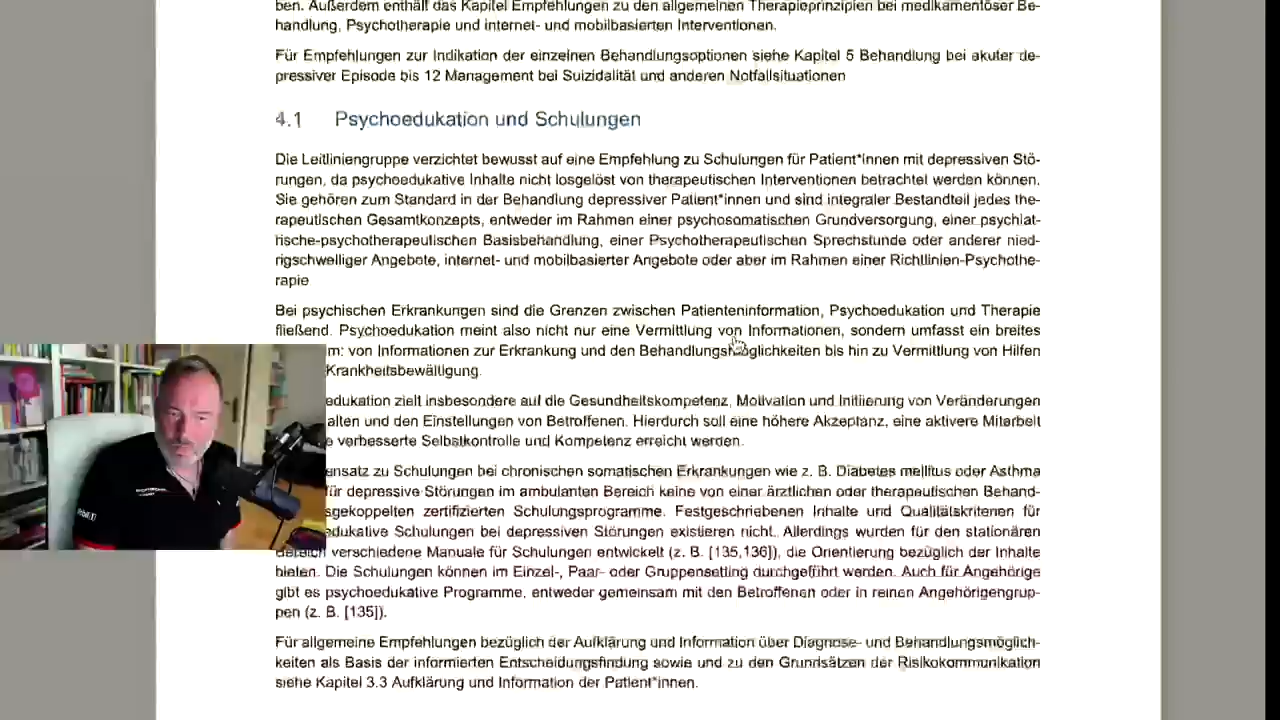 ben. Außerdem enthält das Kapitel Empfehlungen zu den allgemeinen Therapieprinzipien bei medikamentöser Be-
handlung, Psychotherapie und internet- und mobilbasierten Interventionen.
Für Empfehlungen zur Indikation der einzelnen Behandlungsoptionen siehe Kapitel 5 Behandlung bei akuter de-
pressiver Episode bis 12 Management bei Suizidalität und anderen Notfallsituationen
4.1 Psychoedukation und Schulungen
Die Leitliniengruppe verzichtet bewusst auf eine Empfehlung zu Schulungen für Patient*innen mit depressiven Stö-
rungen, da psychoedukative Inhalte nicht losgelöst von therapeutischen Interventionen betrachtet werden können.
Sie gehören zum Standard in der Behandlung depressiver Patient*innen und sind integraler Bestandteil jedes the-
rapeutischen Gesamtkonzepts, entweder im Rahmen einer psychosomatischen Grundversorgung, einer psychiat-
rische-psychotherapeutischen Basisbehandlung, einer Psychotherapeutischen Sprechstunde oder anderer nied-
rigschwelliger Angebote, internet- und mobilbasierter Angebote oder aber im Rahmen einer Richtlinien-Psychothe-
rapie
Bei psychischen Erkrankungen sind die Grenzen zwischen Patienteninformation, Psychoedukation und Therapie
fließend. Psychoedukation meint also nicht nur eine Vermittlung von Informationen, sondern umfasst ein breites
m: von Informationen zur Erkrankung und den Behandlungsmöglichkeiten bis hin zu Vermittlung von Hilfen
Krankheitsbewältigung.
edukation zielt insbesondere auf die Gesundheitskompetenz, Motivation und Initiierung von Veränderungen
alten und den Einstellungen von Betroffenen. Hierdurch soll eine höhere Akzeptanz, eine aktivere Mitarbeit
e verbesserte Selbstkontrolle und Kompetenz erreicht werden.
ensatz zu Schulungen bei chronischen somatischen Erkrankungen wie z. B. Diabetes mellitus oder Asthma
für depressive Störungen im ambulanten Bereich keine von einer ärztlichen oder therapeutischen Behand-
sgekoppelten zertifizierten Schulungsprogramme. Festgeschriebenen Inhalte und Qualitätskriterien für
edukative Schulungen bei depressiven Störungen existieren nicht. Allerdings wurden für den stationären
Bereich verschiedene Manuale für Schulungen entwickelt (z. B. [135,136]), die Orientierung bezüglich der Inhalte
bieten. Die Schulungen können im Einzel-, Paar- oder Gruppensetting durchgeführt werden. Auch für Angehörige
gibt es psychoedukative Programme, entweder gemeinsam mit den Betroffenen oder in reinen Angehörigengrup-
pen (z. B. [135]).
Für allgemeine Empfehlungen bezüglich der Aufklärung und Information über Diagnose- und Behandlungsmöglich-
keiten als Basis der informierten Entscheidungsfindung sowie und zu den Grundsätzen der Risikokommunikation
siehe Kapitel 3.3 Aufklärung und Information der Patient*innen.